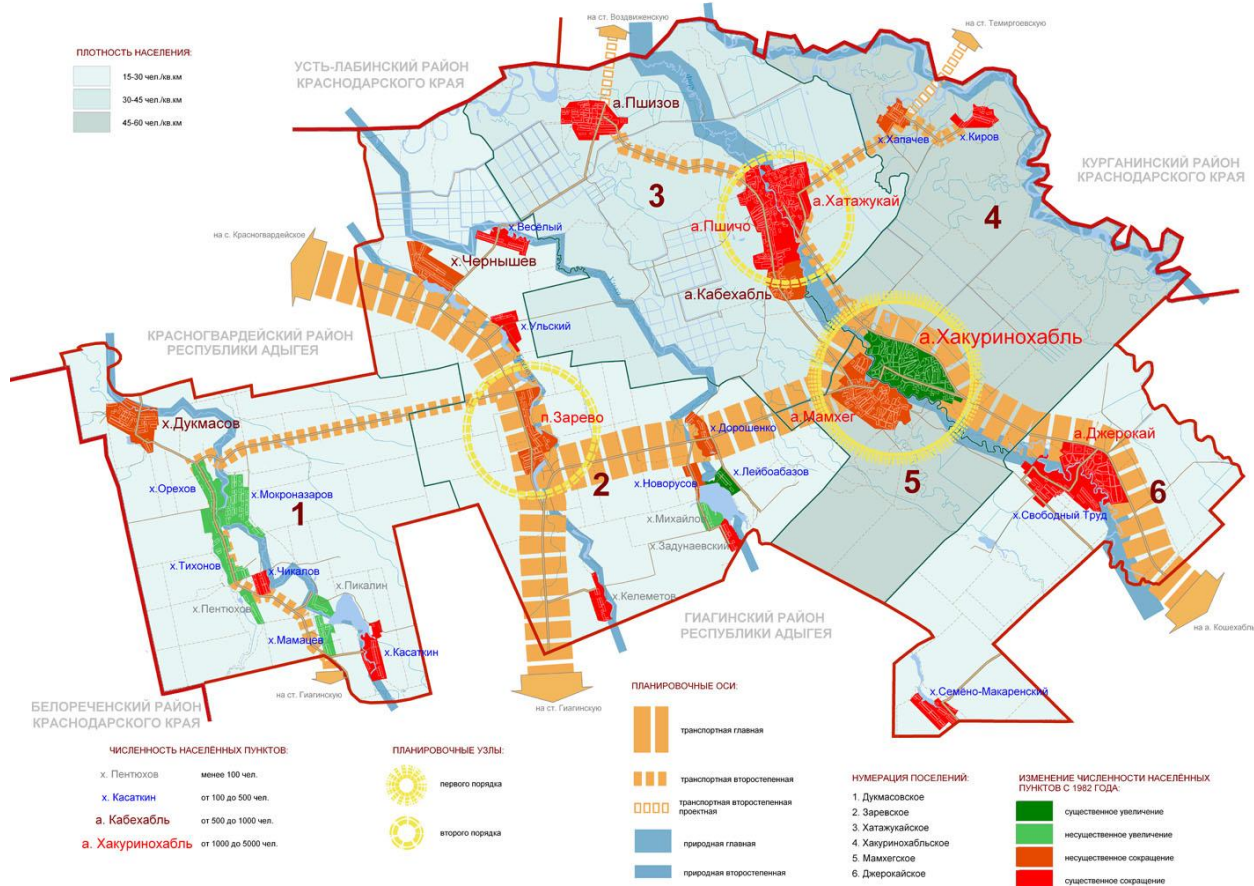 ПЛОТНОСТЬ НАСЕЛЕНИЯ:
15-30 чел./кв.км
30-45 чел./кв.км
45-60 чел./кв.км
на ст. Воздвиженскую
на ст. Темиргоевскую
УСТЬ-ЛАБИНСКИЙ РАЙОН
КРАСНОДАРСКОГО КРАЯ
а.Пшизов
х.Хапачев
х.Киров
КУРГАНИНСКИЙ РАЙОН
КРАСНОДАРСКОГО КРАЯ
3
а.Хатажукай
4
а.Пшичо
на с. Красногвардейское
х.Весёлый
х.Чернышев
а.Кабехабль
х.Ульский
КРАСНОГВАРДЕЙСКИЙ РАЙОН
РЕСПУБЛИКИ АДЫГЕЯ
а.Хакуринохабль
х.Дукмасов
п.Зарево
а.Мамхег
х.Дорошенко
а.Джерокай
2
х.Лейбоабазов
х.Новорусов
5
6
х.Орехов
х.Мокроназаров
1
х.Михайлов
х.Свободный Труд
х.Задунаевский
х.Тихонов
х.Чикалов
х.Пикалин
х.Пентюхов
х.Келеметов
ГИАГИНСКИЙ РАЙОН
РЕСПУБЛИКИ АДЫГЕЯ
на а. Кошехабль
х.Мамацев
х.Касаткин
на ст. Гиагинскую
х.Семено-Макаренский
БЕЛОРЕЧЕНСКИЙ РАЙОН
КРАСНОДАРСКОГО КРАЯ
на ст. Гиагинскую
ЧИСЛЕННОСТЬ НАСЕЛЁННЫХ ПУНКТОВ:
х. Пентюхов менее 100 чел.
х. Касаткин от 100 до 500 чел.
а. Кабехабль от 500 до 1000 чел.
а. Хакуринохабль от 1000 до 5000 чел.
ПЛАНИРОВОЧНЫЕ УЗЛЫ:
первого порядка
второго порядка
ПЛАНИРОВОЧНЫЕ ОСИ:
транспортная главная
транспортная второстепенная
транспортная второстепенная
проектная
природная главная
природная второстепенная
НУМЕРАЦИЯ ПОСЕЛЕНИЙ:
1. Дукмасовское
2. Заревское
3. Хатажукайское
4. Хакуринохабльское
5. Мамхегское
6. Джерокайское
ИЗМЕНЕНИЕ ЧИСЛЕННОСТИ НАСЕЛЁННЫХ
ПУНКТОВ С 1982 ГОДА:
существенное увеличение
несущественное увеличение
несущественное сокращение
существенное сокращение